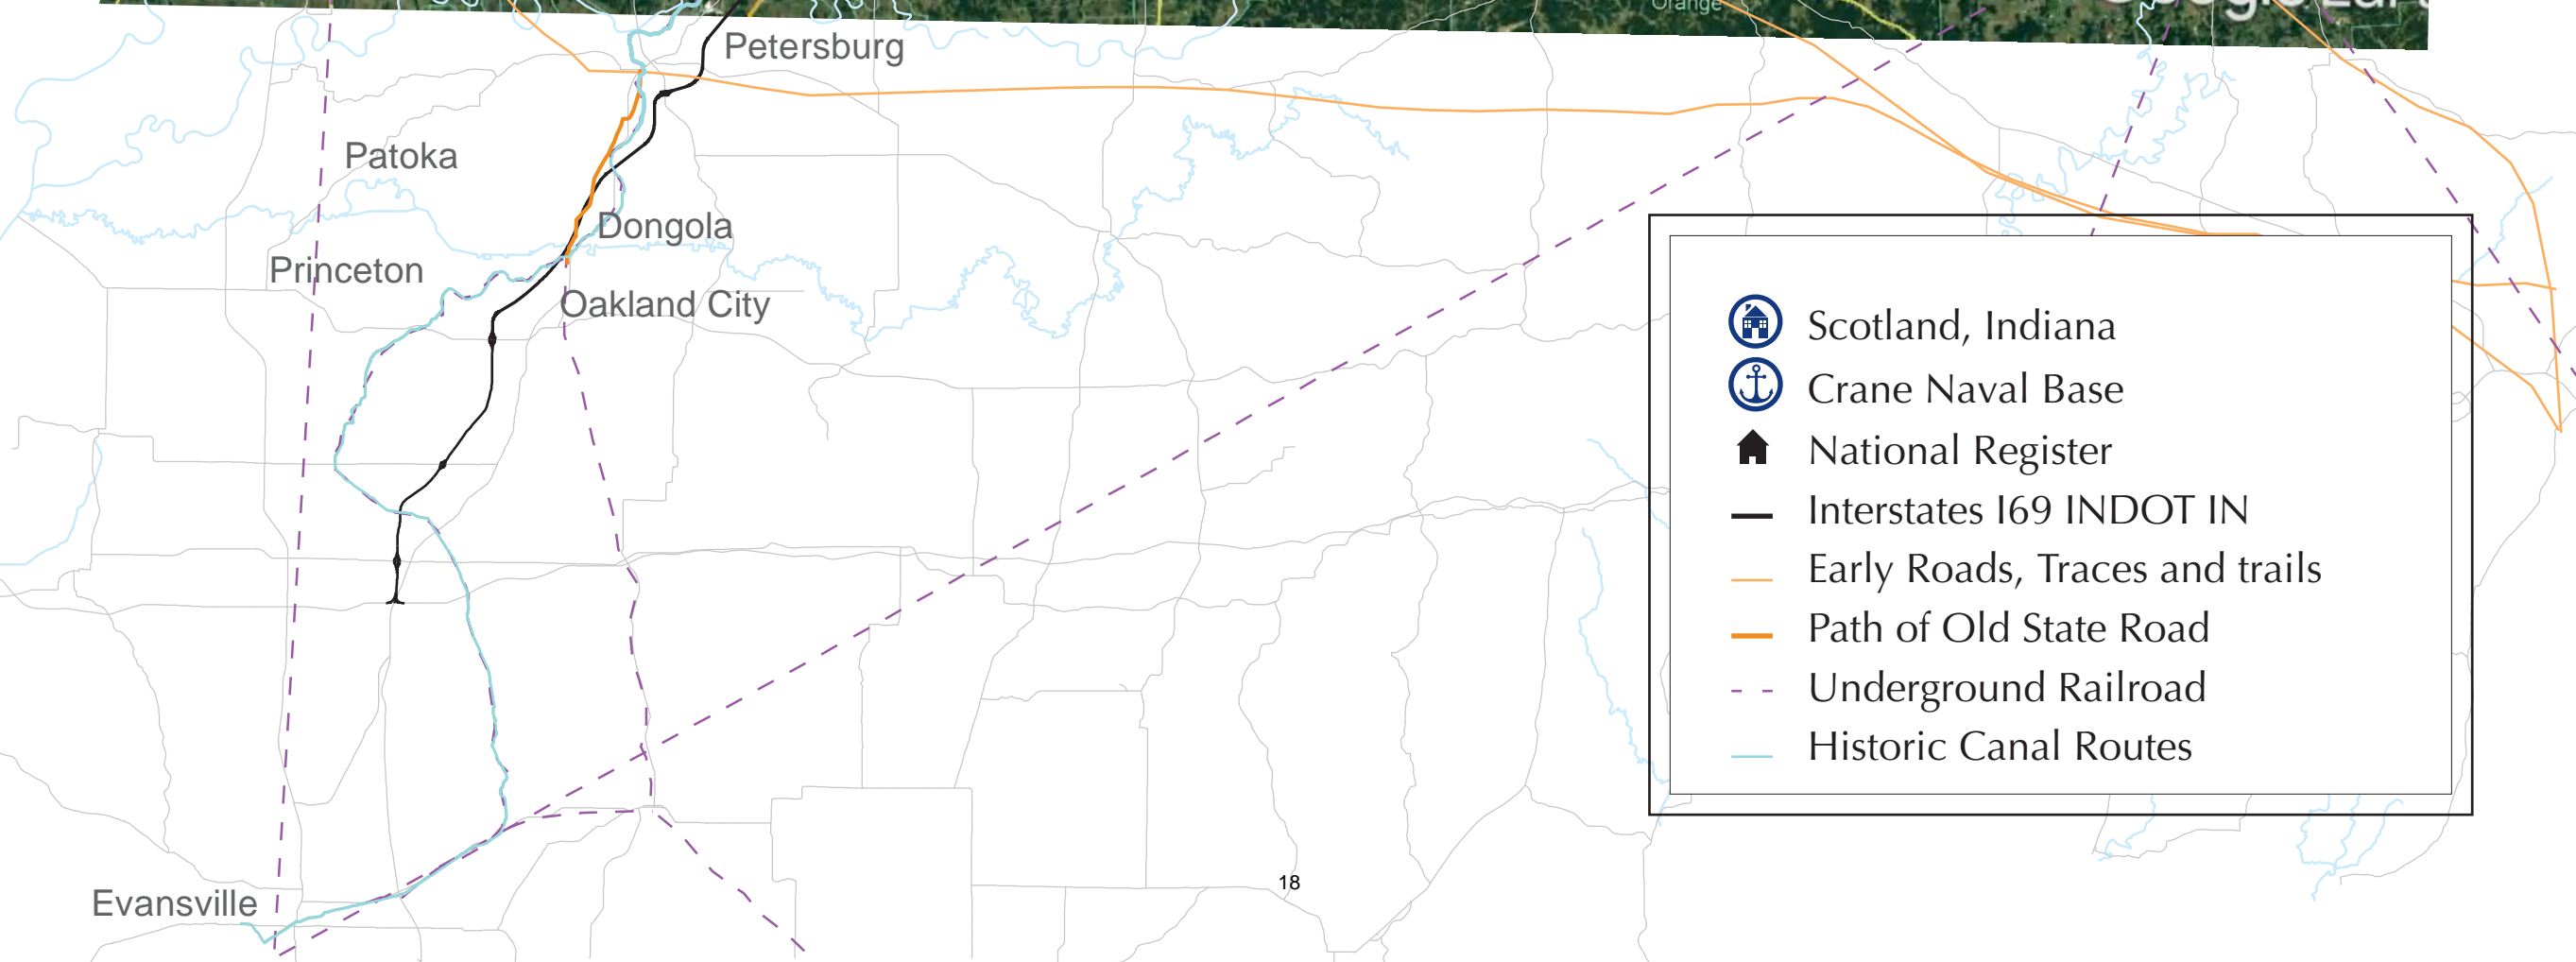 Orange
Petersburg
Patoka
Dongola
Princeton
Oakland City
Scotland, Indiana
Crane Naval Base
National Register
Interstates I69 INDOT IN
Early Roads, Traces and trails
Path of Old State Road
Underground Railroad
Historic Canal Routes
18
Evansville